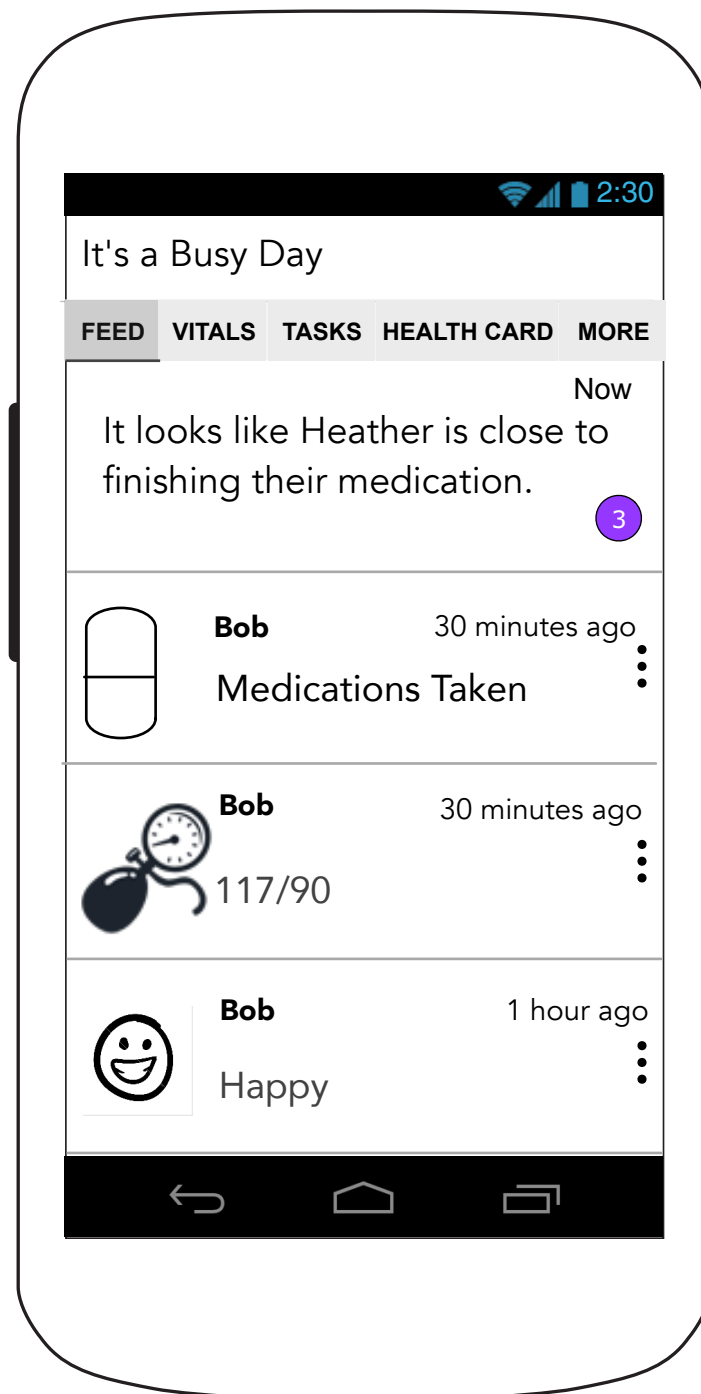 2:30
It's a Busy Day
FEED VITALS TASKS HEALTH CARD MORE
Now
It looks like Heather is close to
finishing their medication.
3
Bob 30 minutes ago
Medications Taken
Bob 30 minutes ago
117/90
Bob 1 hour ago
Happy